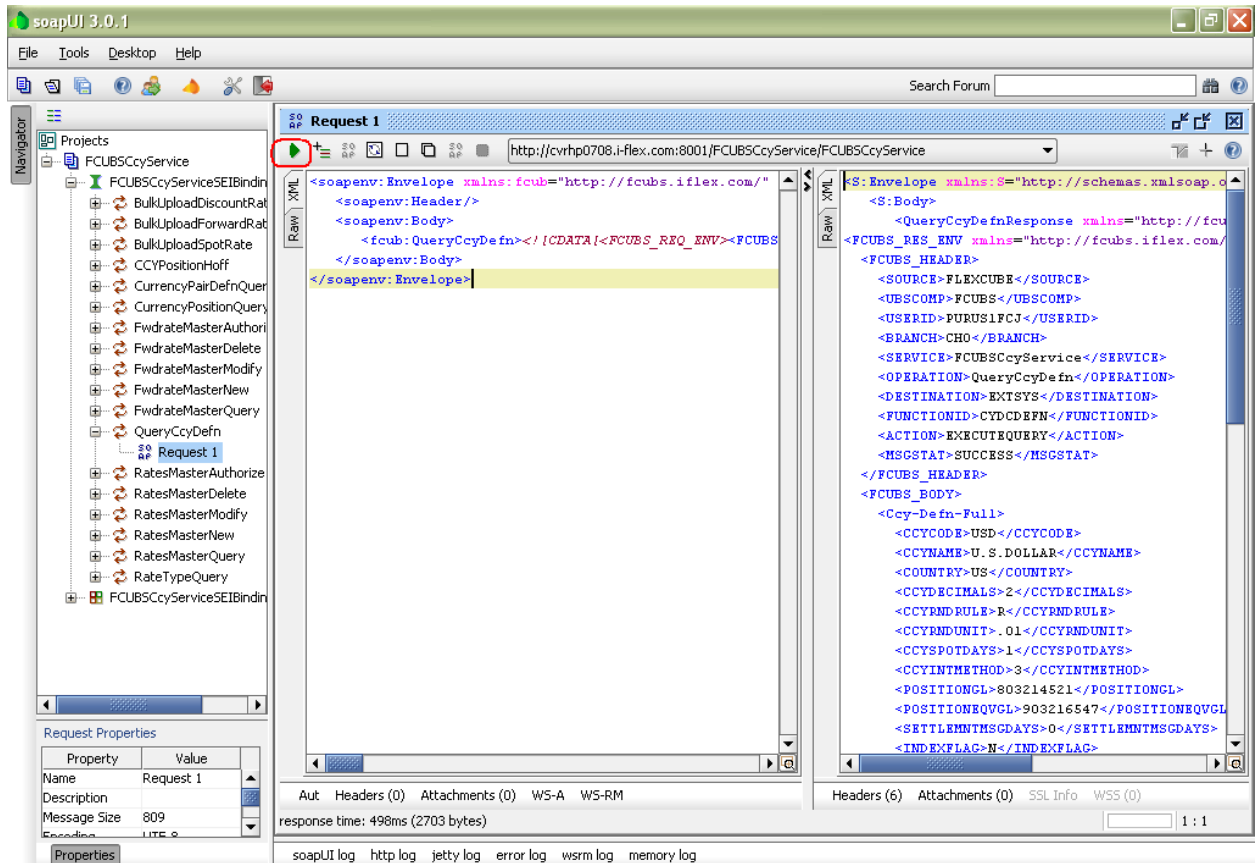 soapUI 3.0.1
File Tools Desktop Help
Search Forum
Navigator
Projects
FCUBSCcyService
FCUBSCcyServiceSEIBindin
BulkUploadDiscountRat
BulkUploadForwardRat
BulkUploadSpotRate
CCYPositionHoff
CurrencyPairDefnQuer
CurrencyPositionQuery
FwdrateMasterAuthori
FwdrateMasterDelete
FwdrateMasterModify
FwdrateMasterNew
FwdrateMasterQuery
QueryCcyDefn
Request 1
RatesMasterAuthorize
RatesMasterDelete
RatesMasterModify
RatesMasterNew
RatesMasterQuery
RateTypeQuery
FCUBSCcyServiceSEIBindin
Request Properties
Property Value
Name Request 1
Description
Message Size 809
Encoding UTF-8
Properties
Request 1
http://cvrhp0708.i-flex.com:8001/FCUBSCcyService/FCUBSCcyService
XML
Raw
<soapenv:Envelope xmlns:fcub="http://fcubs.iflex.com/"
<soapenv:Header/>
<soapenv:Body>
<fcub:QueryCcyDefn><![CDATA[<FCUBS_REQ_ENV><FCUBS
</soapenv:Body>
</soapenv:Envelope>
Aut Headers (0) Attachments (0) WS-A WS-RM
XML
Raw
<S:Envelope xmlns:S="http://schemas.xmlsoap.o
<S:Body>
<QueryCcyDefnResponse xmlns="http://fcu
<FCUBS_RES_ENV xmlns="http://fcubs.iflex.com/
<FCUBS_HEADER>
<SOURCE>FLEXCUBE</SOURCE>
<UBSCOMP>FCUBS</UBSCOMP>
<USERID>PURUS1FCJ</USERID>
<BRANCH>CHO</BRANCH>
<SERVICE>FCUBSCcyService</SERVICE>
<OPERATION>QueryCcyDefn</OPERATION>
<DESTINATION>EXTSYS</DESTINATION>
<FUNCTIONID>CYDCDEFN</FUNCTIONID>
<ACTION>EXECUTEQUERY</ACTION>
<MSGSTAT>SUCCESS</MSGSTAT>
</FCUBS_HEADER>
<FCUBS_BODY>
<Ccy-Defn-Full>
<CCYCODE>USD</CCYCODE>
<CCYNAME>U.S.DOLLAR</CCYNAME>
<COUNTRY>US</COUNTRY>
<CCYDECIMALS>2</CCYDECIMALS>
<CCYRNDRULE>R</CCYRNDRULE>
<CCYRNDUNIT>.01</CCYRNDUNIT>
<CCYSPOTDAYS>1</CCYSPOTDAYS>
<CCYINTMETHOD>3</CCYINTMETHOD>
<POSITIONGL>803214521</POSITIONGL>
<POSITIONEQVGL>903216547</POSITIONEQVGL
<SETTLEMNTMSGDAYS>0</SETTLEMNTMSGDAYS>
<INDEXFLAG>N</INDEXFLAG>
Headers (6) Attachments (0) SSL Info WSS (0)
response time: 498ms (2703 bytes)
1 : 1
soapUI log http log jetty log error log wsrm log memory log